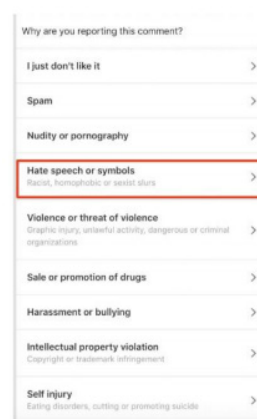 Why are you reporting this comment?
I just don't like it
Spam
Nudity or pornography
Hate speech or symbols
Racist, homophobic or sexist slurs
Violence or threat of violence
Graphic injury, unlawful activity, dangerous or criminal
organizations
Sale or promotion of drugs
Harassment or bullying
Intellectual property violation
Copyright or trademark infringement
Self injury
Eating disorders, cutting or promoting suicide